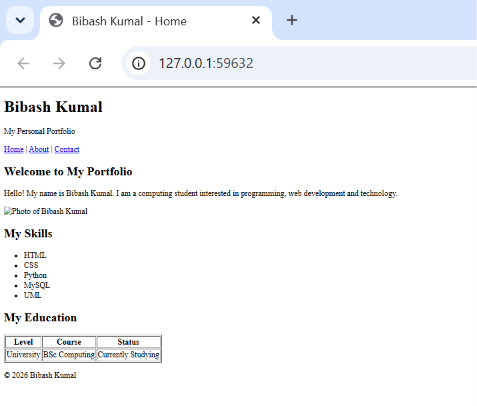 Bibash Kumal - Home
127.0.0.1:59632
Bibash Kumal
My Personal Portfolio
Home | About | Contact
Welcome to My Portfolio
Hello! My name is Bibash Kumal. I am a computing student interested in programming, web development and technology.
Photo of Bibash Kumal
My Skills
HTML
CSS
Python
MySQL
UML
My Education
Level Course Status
University BSc Computing Currently Studying
© 2026 Bibash Kumal